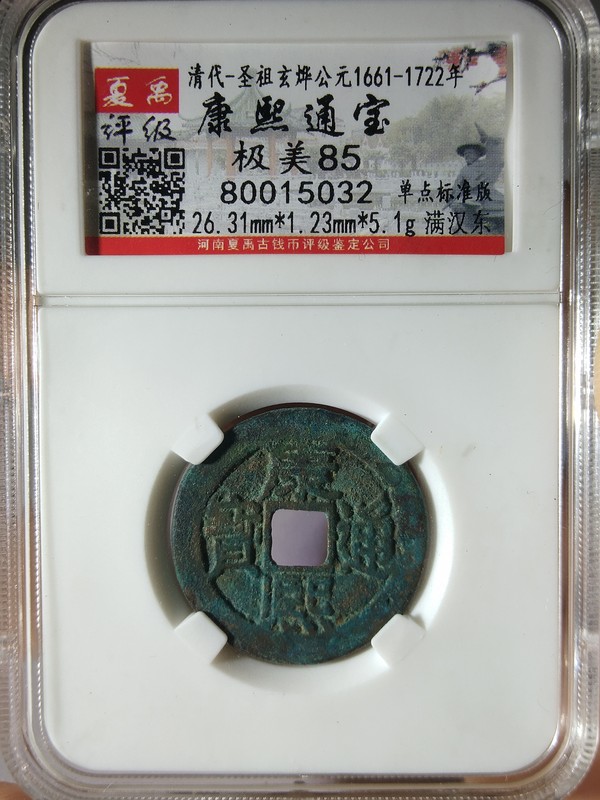 夏禹
评级
清代-圣祖玄烨公元1661-1722年
康熙通宝
极美85
80015032 单点标准版
26.31mm*1.23mm*5.1g 满汉东
河南夏禹古钱币评级鉴定公司
康熙通寶